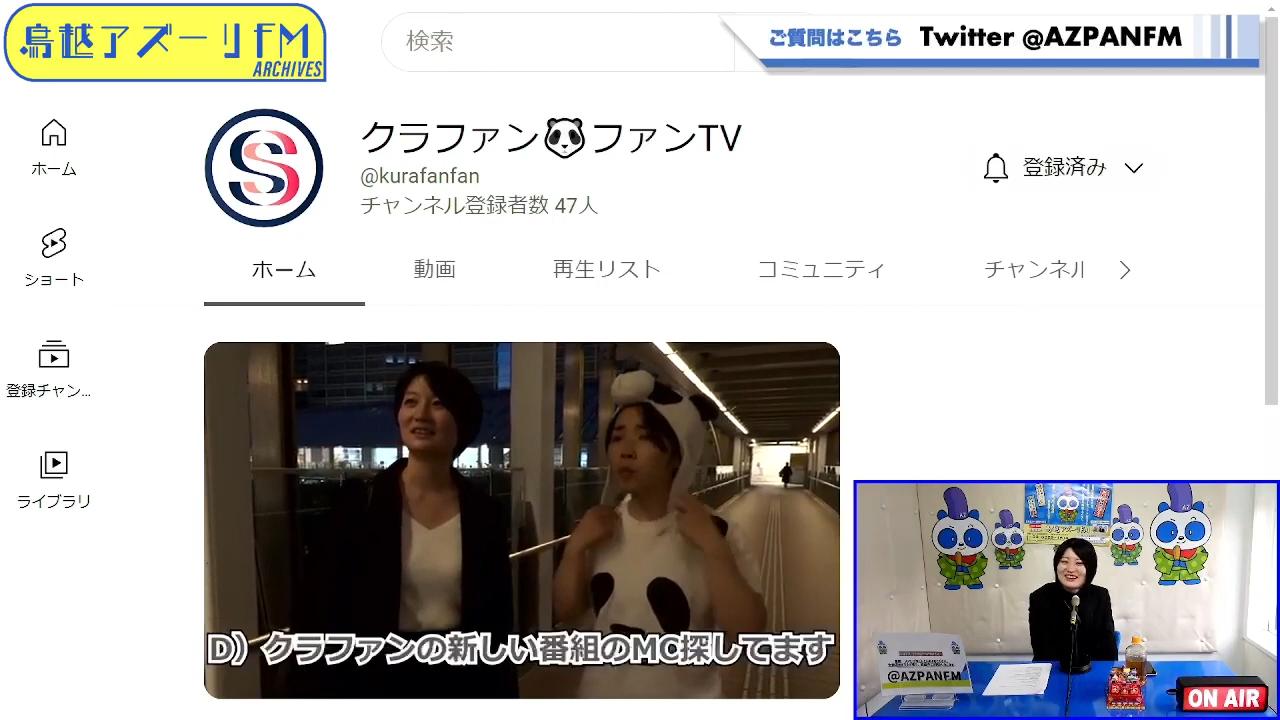 鳥越アズーリFM
ARCHIVES
検索
ご質問はこちら Twitter @AZPANFM
クラファン🐼ファンTV
@kurafanfan
チャンネル登録者数 47人
登録済み
ホーム
ショート
登録チャン...
ライブラリ
ホーム 動画 再生リスト コミュニティ チャンネル
D）クラファンの新しい番組のMC探してます
@AZPANFM
ON AIR